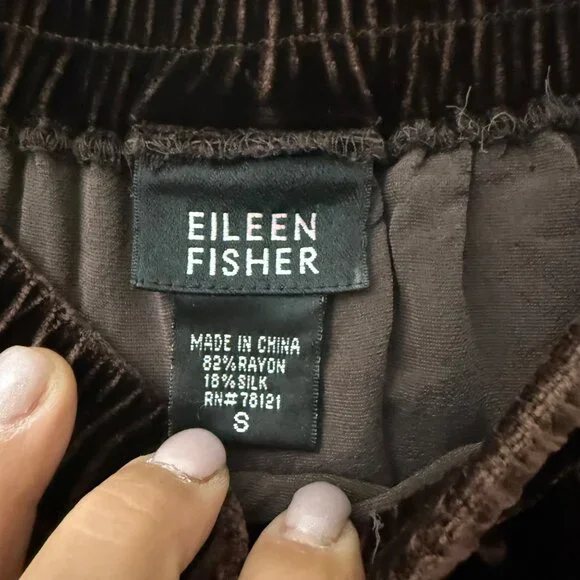 EILEEN
FISHER
MADE IN CHINA
82%RAYON
18%SILK
RN#78121
S